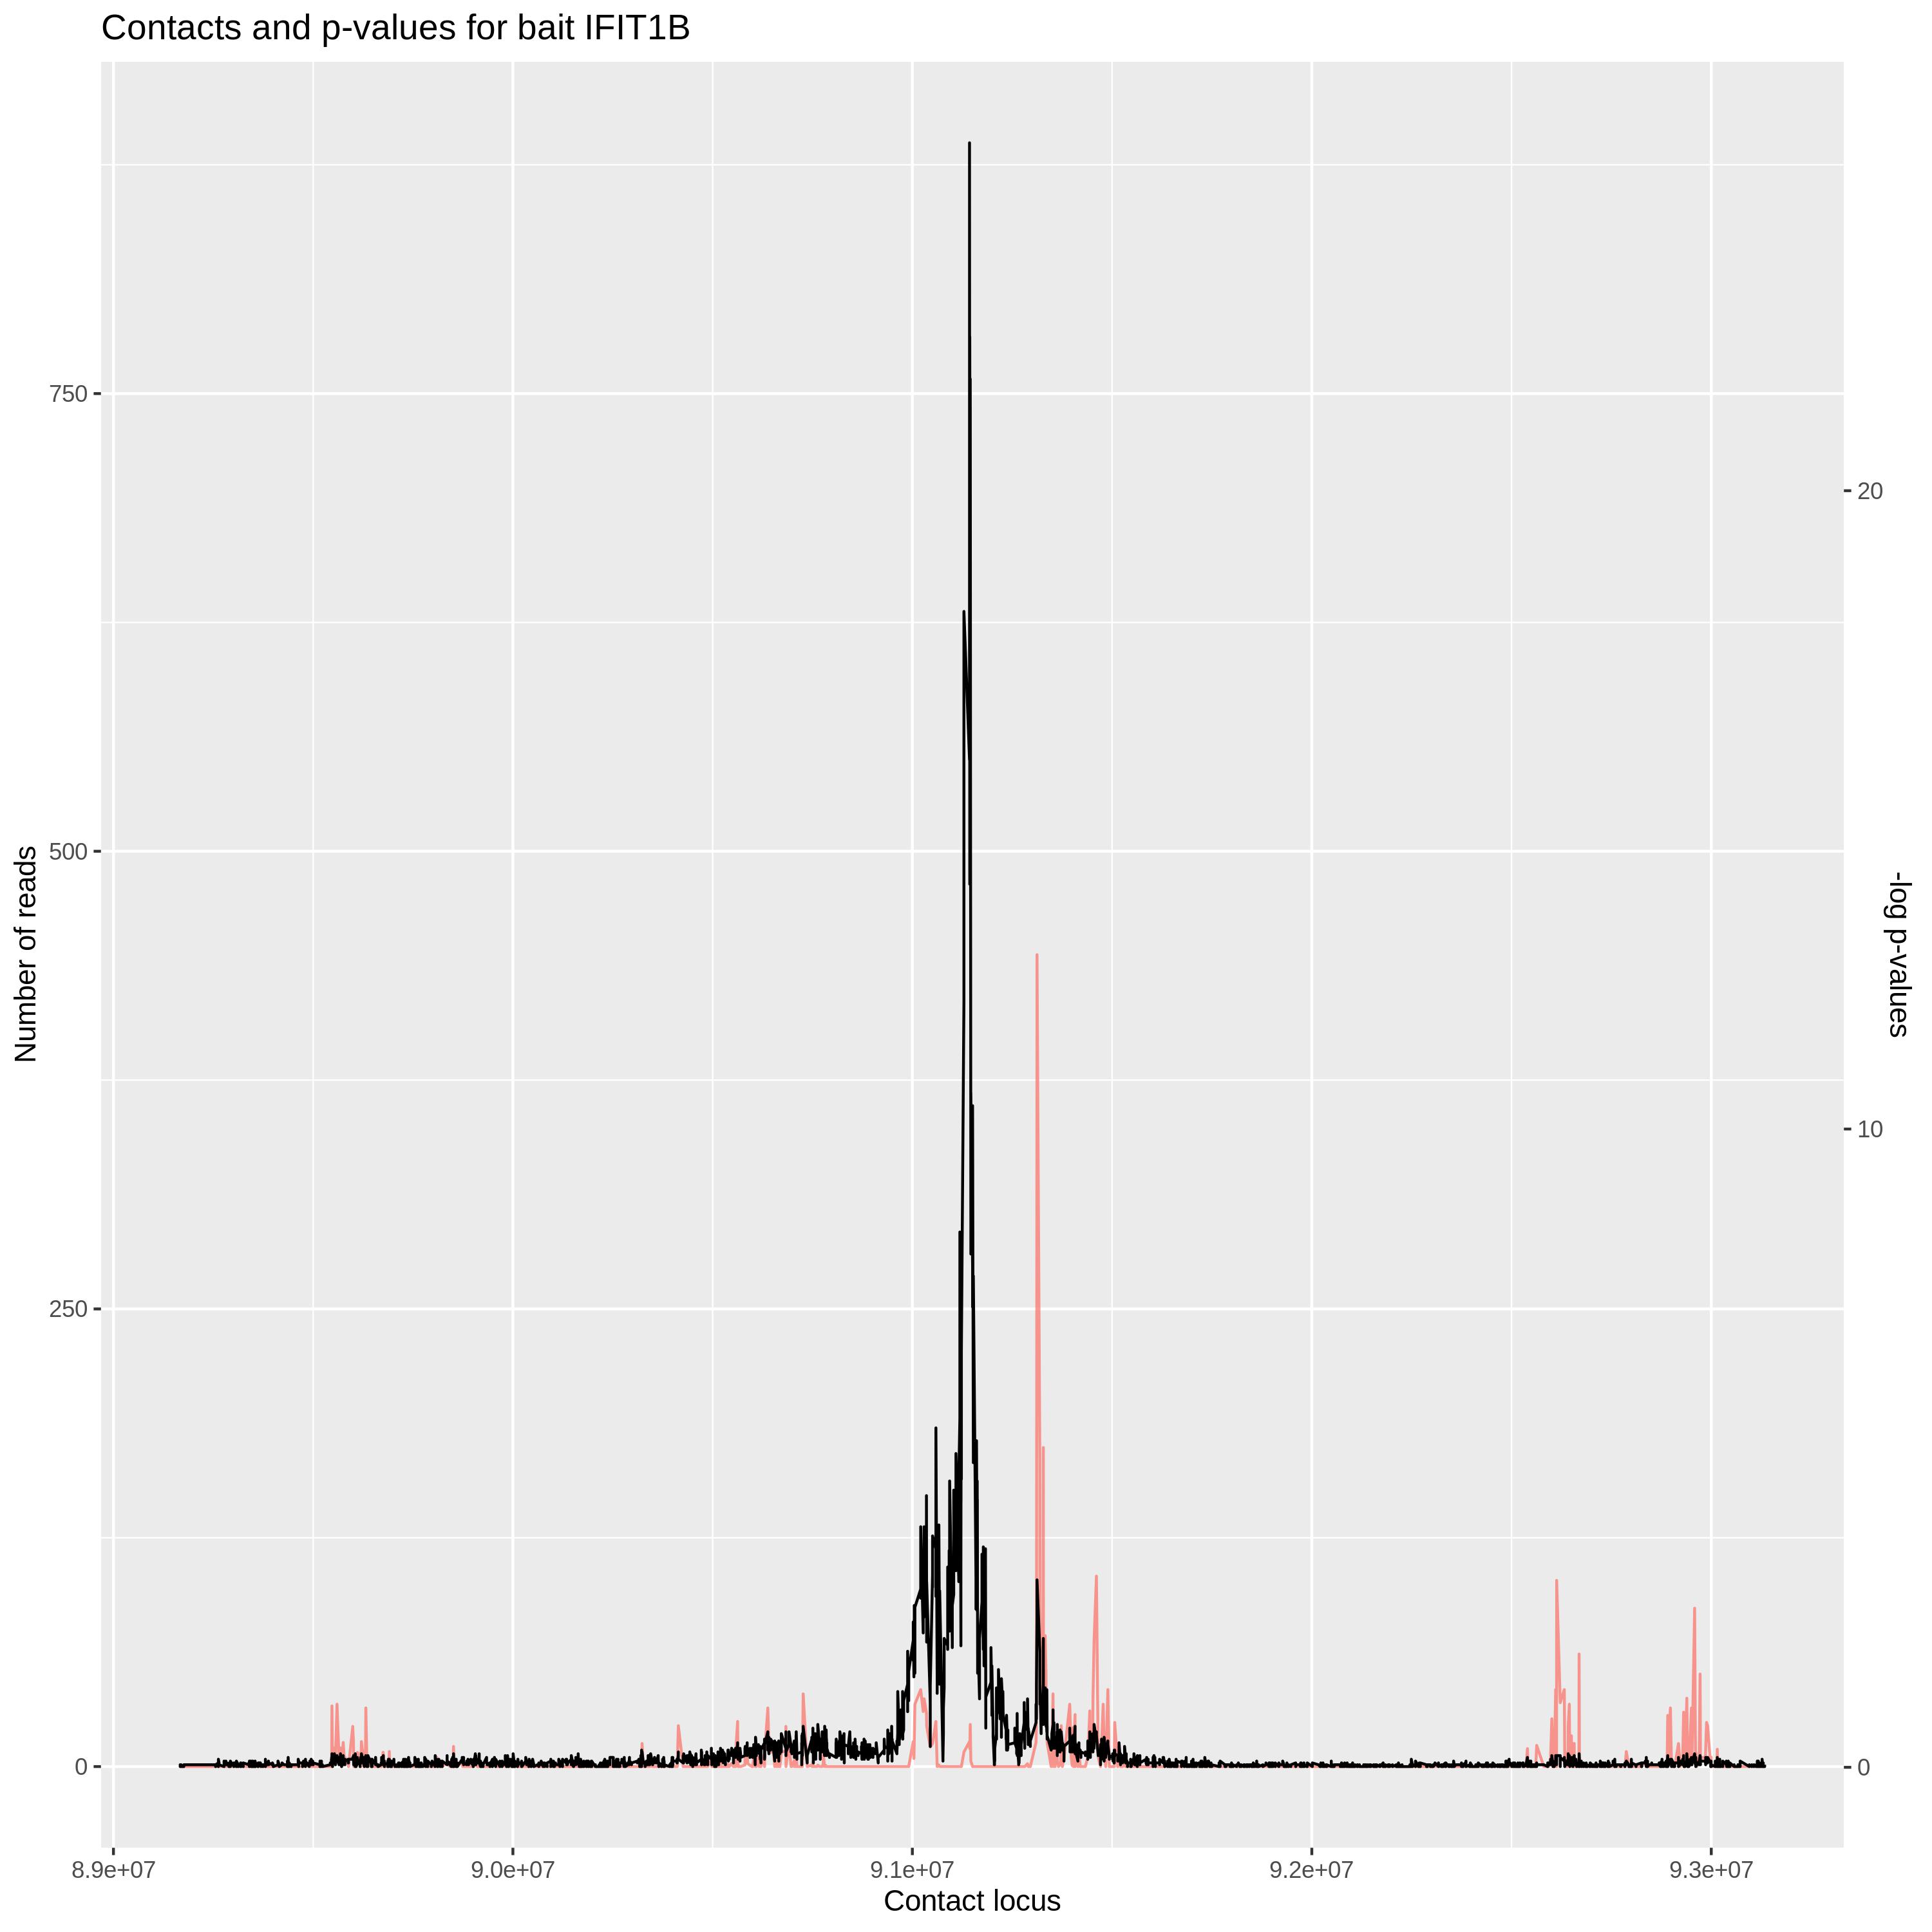 Contacts and p-values for bait IFIT1B
750
500
250
0
Number of reads
20
10
0
-log p-values
8.9e+07
9.0e+07
9.1e+07
9.2e+07
9.3e+07
Contact locus